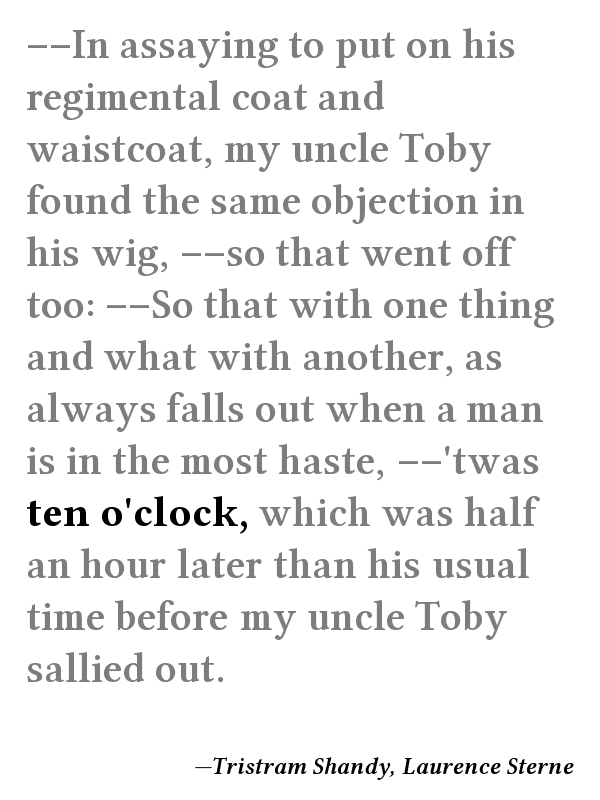 ––In assaying to put on his
regimental coat and
waistcoat, my uncle Toby
found the same objection in
his wig, ––so that went off
too: ––So that with one thing
and what with another, as
always falls out when a man
is in the most haste, ––'twas
ten o'clock, which was half
an hour later than his usual
time before my uncle Toby
sallied out.
—Tristram Shandy, Laurence Sterne